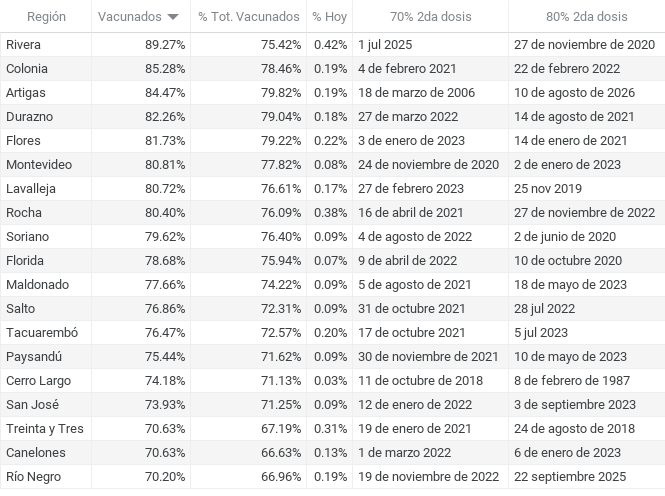 Región Vacunados % Tot. Vacunados % Hoy 70% 2da dosis 80% 2da dosis
Rivera 89.27% 75.42% 0.42% 1 jul 2025 27 de noviembre de 2020
Colonia 85.28% 78.46% 0.19% 4 de febrero 2021 22 de febrero 2022
Artigas 84.47% 79.82% 0.19% 18 de marzo de 2006 10 de agosto de 2026
Durazno 82.26% 79.04% 0.18% 27 de marzo 2022 14 de agosto de 2021
Flores 81.73% 79.22% 0.22% 3 de enero de 2023 14 de enero de 2021
Montevideo 80.81% 77.82% 0.08% 24 de noviembre de 2020 2 de enero de 2023
Lavalleja 80.72% 76.61% 0.17% 27 de febrero 2023 25 nov 2019
Rocha 80.40% 76.09% 0.38% 16 de abril de 2021 27 de noviembre de 2022
Soriano 79.62% 76.40% 0.09% 4 de agosto de 2022 2 de junio de 2020
Florida 78.68% 75.94% 0.07% 9 de abril de 2022 10 de octubre 2020
Maldonado 77.66% 74.22% 0.09% 5 de agosto de 2021 18 de mayo de 2023
Salto 76.86% 72.31% 0.09% 31 de octubre 2021 28 jul 2022
Tacuarembó 76.47% 72.57% 0.20% 17 de octubre 2021 5 jul 2023
Paysandú 75.44% 71.62% 0.09% 30 de noviembre de 2021 10 de mayo de 2023
Cerro Largo 74.18% 71.13% 0.03% 11 de octubre de 2018 8 de febrero de 1987
San José 73.93% 71.25% 0.09% 12 de enero de 2022 3 de septiembre 2023
Treinta y Tres 70.63% 67.19% 0.31% 19 de enero de 2021 24 de agosto de 2018
Canelones 70.63% 66.63% 0.13% 1 de marzo 2022 6 de enero de 2023
Río Negro 70.20% 66.96% 0.19% 19 de noviembre de 2022 22 septiembre 2025